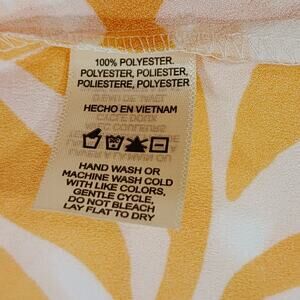 100% POLYESTER.
POLYESTER, POLIESTER,
POLIESTERE, POLYESTER
HECHO EN VIETNAM
HAND WASH OR
MACHINE WASH COLD
WITH LIKE COLORS,
GENTLE CYCLE,
DO NOT BLEACH
LAY FLAT TO DRY